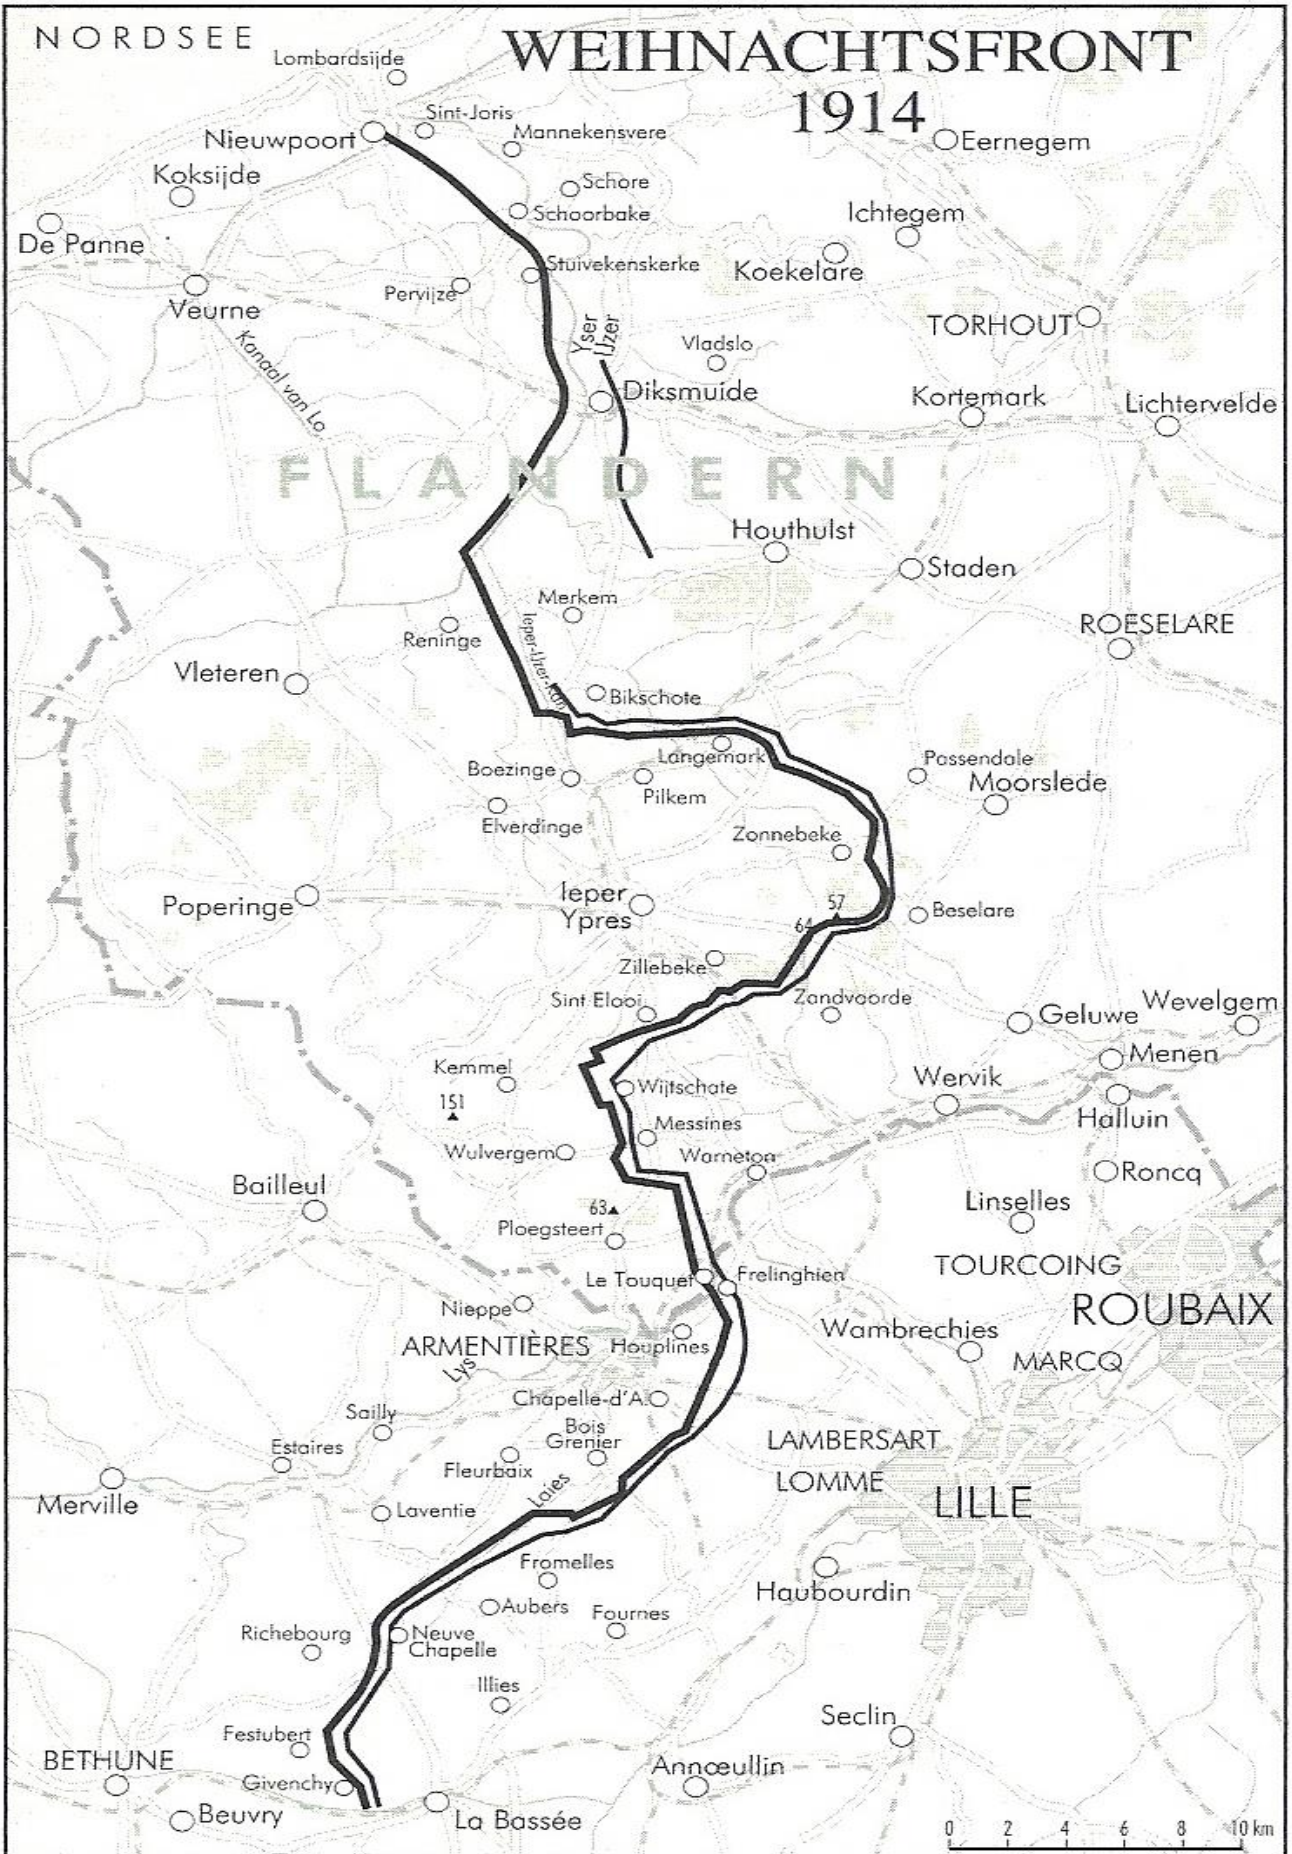 NORDSEE
WEIHNACHTSFRONT
1914
Lombardsijde
Sint-Joris
Nieuwpoort
Mannekensvere
Eernegem
Koksijde
Schore
Schoorbake
Ichtegem
De Panne
Stuivekenskerke
Koekelare
Pervijze
Veurne
TORHOUT
Kanaal van Lo
Yser
IJzer
Vladslo
Diksmuide
Kortemark
Lichtervelde
FLANDERN
Houthulst
Staden
Merkem
Ieper-IJzer-Kan.
Reninge
ROESELARE
Vleteren
Bikschote
Langemark
Boezinge
Passendale
Pilkem
Moorslede
Elverdinge
Zonnebeke
Ieper
Ypres
Poperinge
57
64
Beselare
Zillebeke
Sint Elooi
Zandvoorde
Geluwe
Wevelgem
Kemmel
Menen
Wijtschate
Wervik
151
Halluin
Messines
Wulvergem
Warneton
Bailleul
Roncq
Linselles
63
Ploegsteert
TOURCOING
Le Touquet
Frelinghien
Nieppe
ROUBAIX
ARMENTIÈRES
Houplines
Wambrechies
Lys
MARCQ
Chapelle-d'A.
Sailly
Bois
Grenier
Estaires
LAMBERSART
Fleurbaix
Laies
LOMME
Merville
Laventie
LILLE
Fromelles
Haubourdin
Aubers
Fournes
Richebourg
Neuve
Chapelle
Illies
Seclin
Festubert
BETHUNE
Annœullin
Givenchy
Beuvry
La Bassée
0 2 4 6 8 10 km